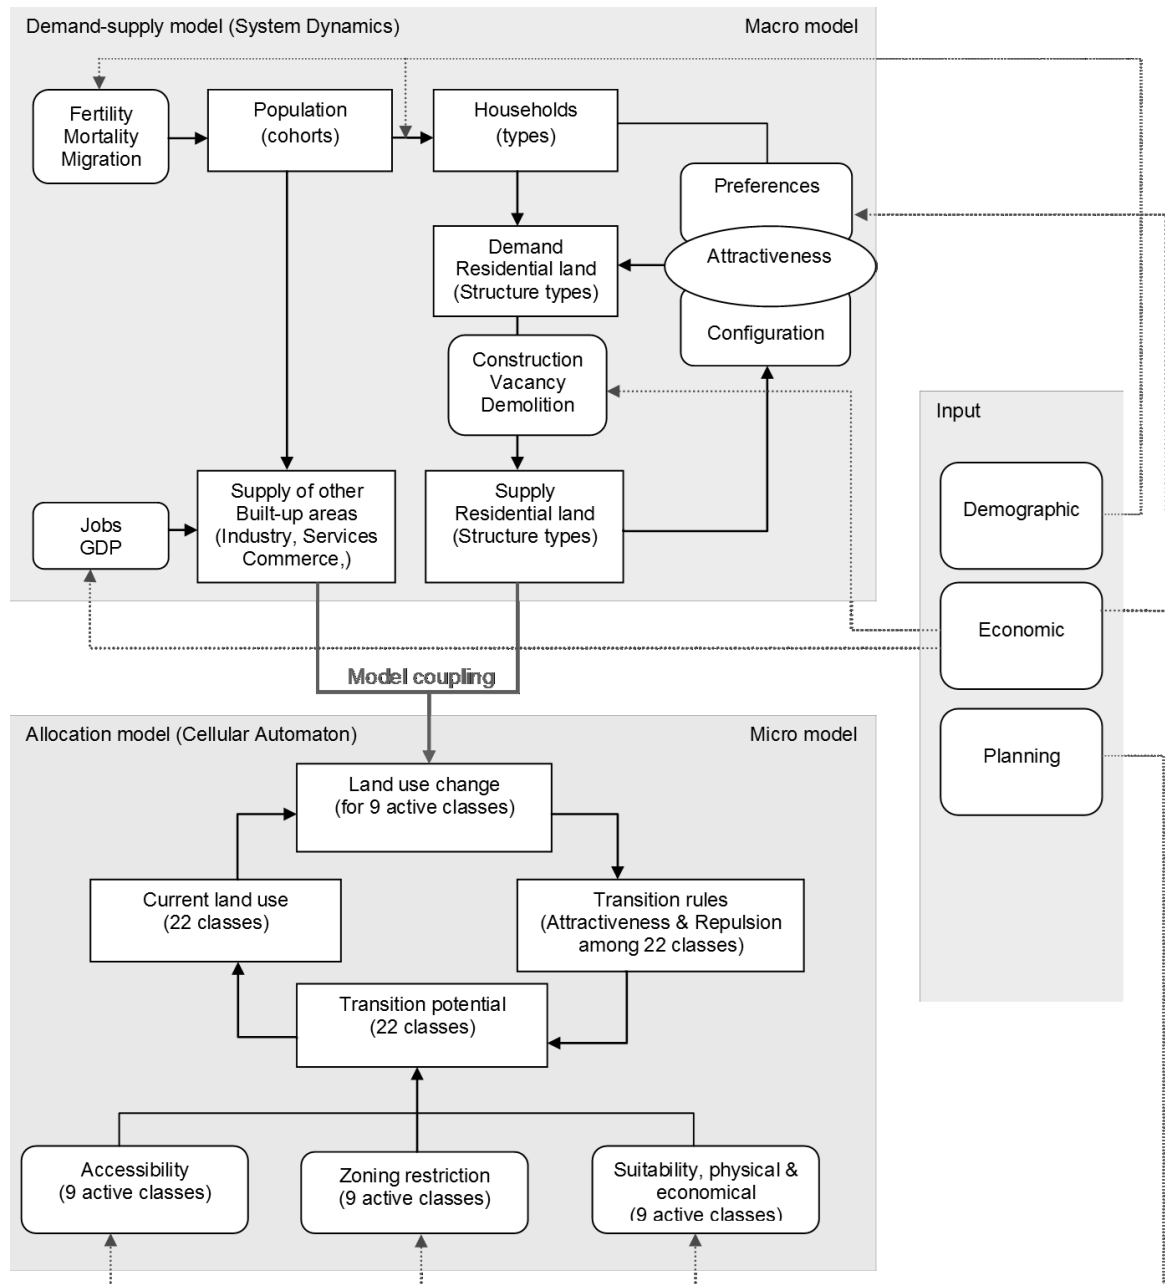 Demand-supply model (System Dynamics)
Macro model
Fertility
Mortality
Migration
Population
(cohorts)
Households
(types)
Preferences
Attractiveness
Configuration
Demand
Residential land
(Structure types)
Construction
Vacancy
Demolition
Supply of other
Built-up areas
(Industry, Services
Commerce,)
Supply
Residential land
(Structure types)
Jobs
GDP
Input
Demographic
Economic
Planning
Model coupling
Allocation model (Cellular Automaton)
Micro model
Land use change
(for 9 active classes)
Current land use
(22 classes)
Transition rules
(Attractiveness & Repulsion
among 22 classes)
Transition potential
(22 classes)
Accessibility
(9 active classes)
Zoning restriction
(9 active classes)
Suitability, physical &
economical
(9 active classes)